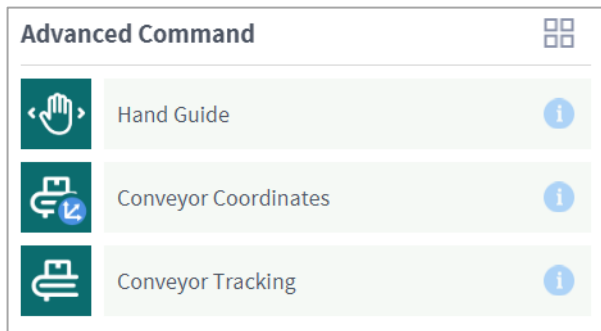 Advanced Command
Hand Guide
Conveyor Coordinates
Conveyor Tracking